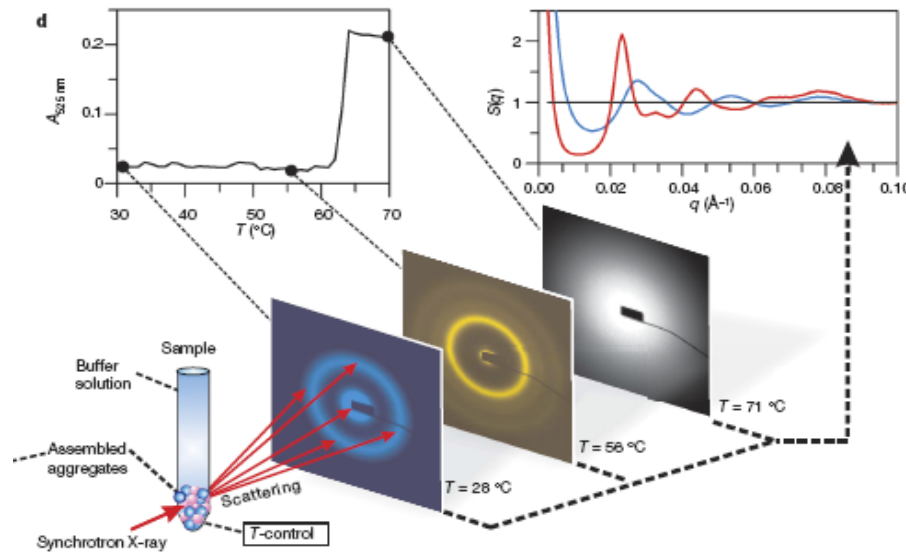 d
0.2
0.1
0
A525 nm
30 40 50 60 70
T (°C)
2
1
0
S(q)
0.00 0.02 0.04 0.06 0.08 0.10
q (Å⁻¹)
Sample
Buffer
solution
Assembled
aggregates
Scattering
Synchrotron X-ray
T-control
T = 28 °C
T = 56 °C
T = 71 °C